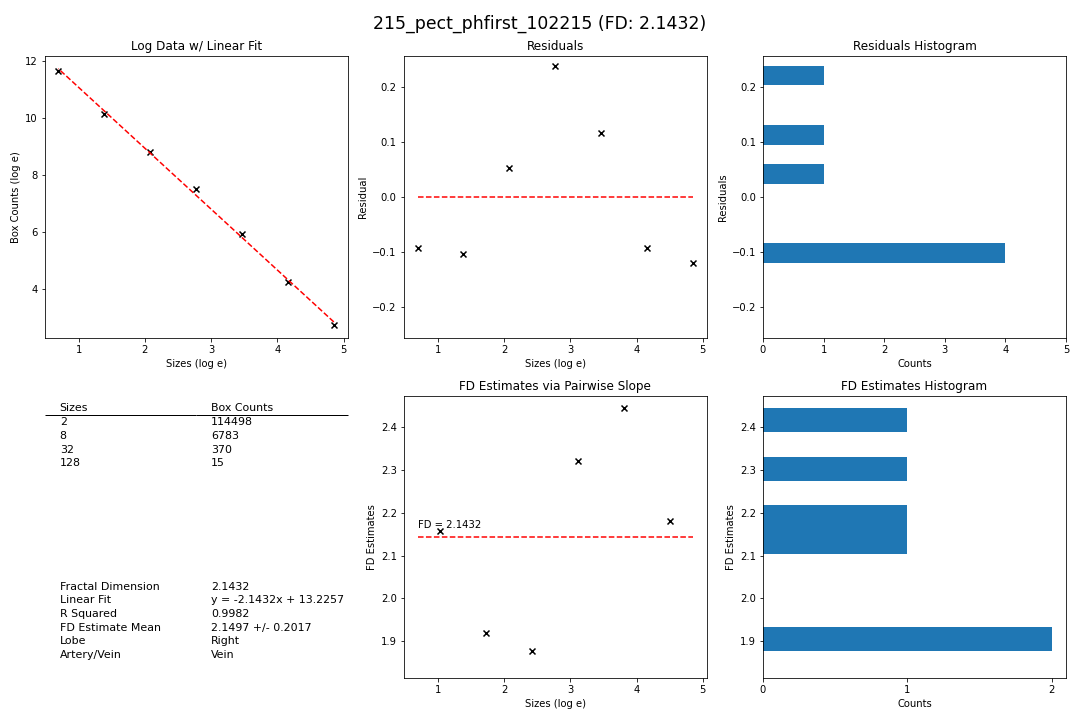 215_pect_phfirst_102215 (FD: 2.1432)
Log Data w/ Linear Fit
12
10
8
6
4
Box Counts (log e)
1 2 3 4 5
Sizes (log e)
Residuals
0.2
0.1
0.0
−0.1
−0.2
Residual
1 2 3 4 5
Sizes (log e)
Residuals Histogram
0.2
0.1
0.0
−0.1
−0.2
Residuals
0 1 2 3 4 5
Counts
Sizes Box Counts
2 114498
8 6783
32 370
128 15
Fractal Dimension 2.1432
Linear Fit y = -2.1432x + 13.2257
R Squared 0.9982
FD Estimate Mean 2.1497 +/- 0.2017
Lobe Right
Artery/Vein Vein
FD Estimates via Pairwise Slope
2.4
2.3
2.2
2.1
2.0
1.9
FD Estimates
FD = 2.1432
1 2 3 4 5
Sizes (log e)
FD Estimates Histogram
2.4
2.3
2.2
2.1
2.0
1.9
FD Estimates
0 1 2
Counts